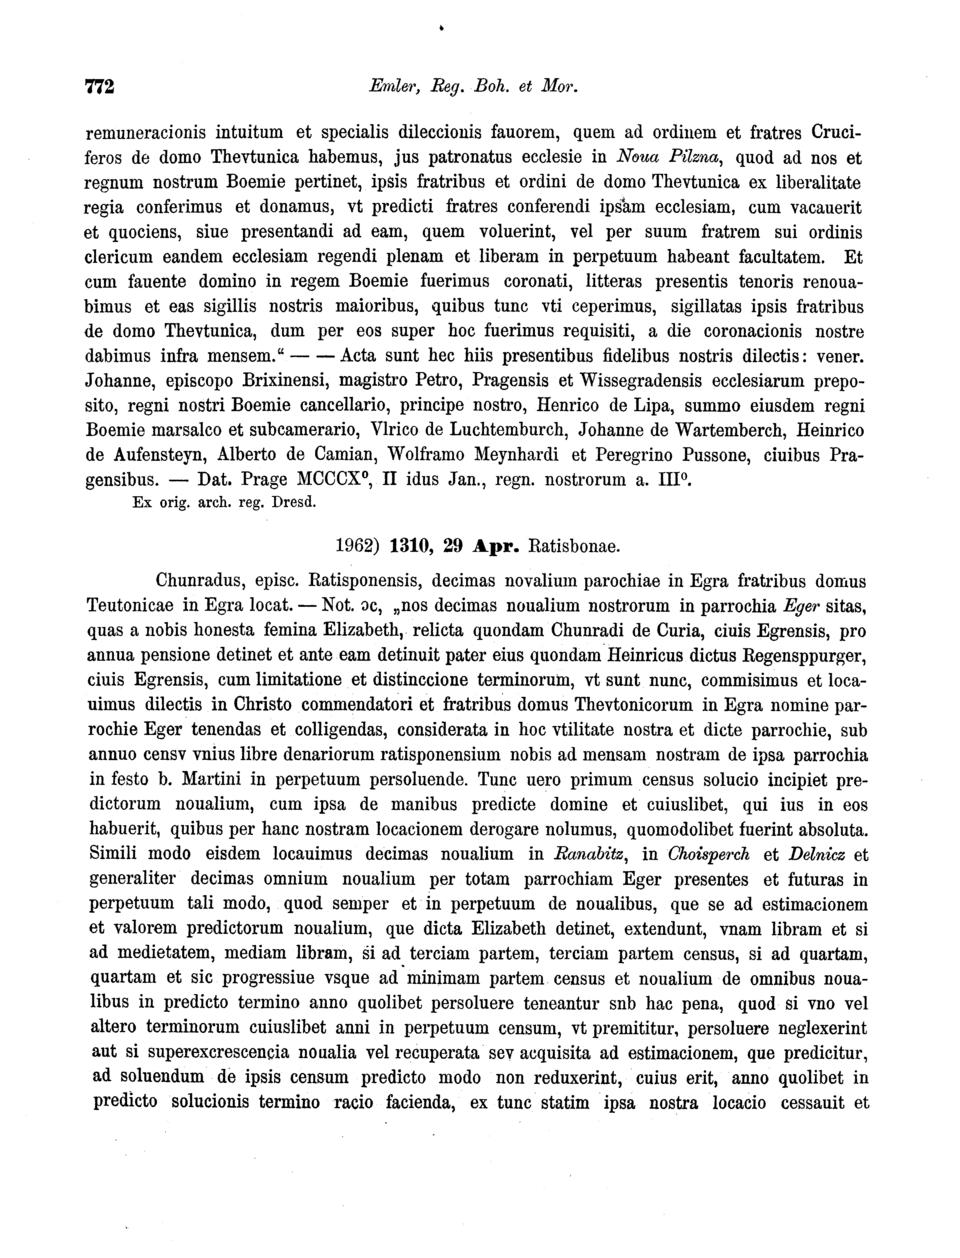 772 Emler, Reg. Boh. et Mor.
remuneracionis intuitum et specialis dileccionis fauorem, quem ad ordinem et fratres Cruci-
feros de domo Thevtunica habemus, jus patronatus ecclesie in Noua Pilzna, quod ad nos et
regnum nostrum Boemie pertinet, ipsis fratribus et ordini de domo Thevtunica ex liberalitate
regia conferimus et donamus, vt predicti fratres conferendi ipsam ecclesiam, cum vacauerit
et quociens, siue presentandi ad eam, quem voluerint, vel per suum fratrem sui ordinis
clericum eandem ecclesiam regendi plenam et liberam in perpetuum habeant facultatem. Et
cum fauente domino in regem Boemie fuerimus coronati, litteras presentis tenoris renoua-
bimus et eas sigillis nostris maioribus, quibus tunc vti ceperimus, sigillatas ipsis fratribus
de domo Thevtunica, dum per eos super hoc fuerimus requisiti, a die coronacionis nostre
dabimus infra mensem.“ — — Acta sunt hec hiis presentibus fidelibus nostris dilectis: vener.
Johanne, episcopo Brixinensi, magistro Petro, Pragensis et Wissegradensis ecclesiarum prepo-
sito, regni nostri Boemie cancellario, principe nostro, Henrico de Lipa, summo eiusdem regni
Boemie marsalco et subcamerario, Vlrico de Luchtemburch, Johanne de Wartemberch, Heinrico
de Aufensteyn, Alberto de Camian, Wolframo Meynhardi et Peregrino Pussone, ciuibus Pra-
gensibus. — Dat. Prage MCCCX⁰, II idus Jan., regn. nostrorum a. III⁰.
Ex orig. arch. reg. Dresd.
1962) 1310, 29 Apr. Ratisbonae.
Chunradus, episc. Ratisponensis, decimas novalium parochiae in Egra fratribus domus
Teutonicae in Egra locat. — Not. ɔc, „nos decimas noualium nostrorum in parrochia Eger sitas,
quas a nobis honesta femina Elizabeth, relicta quondam Chunradi de Curia, ciuis Egrensis, pro
annua pensione detinet et ante eam detinuit pater eius quondam Heinricus dictus Regensppurger,
ciuis Egrensis, cum limitatione et distinccione terminorum, vt sunt nunc, commisimus et loca-
uimus dilectis in Christo commendatori et fratribus domus Thevtonicorum in Egra nomine par-
rochie Eger tenendas et colligendas, considerata in hoc vtilitate nostra et dicte parrochie, sub
annuo censv vnius libre denariorum ratisponensium nobis ad mensam nostram de ipsa parrochia
in festo b. Martini in perpetuum persoluende. Tunc uero primum census solucio incipiet pre-
dictorum noualium, cum ipsa de manibus predicte domine et cuiuslibet, qui ius in eos
habuerit, quibus per hanc nostram locacionem derogare nolumus, quomodolibet fuerint absoluta.
Simili modo eisdem locauimus decimas noualium in Ranabitz, in Choisperch et Delnicz et
generaliter decimas omnium noualium per totam parrochiam Eger presentes et futuras in
perpetuum tali modo, quod semper et in perpetuum de noualibus, que se ad estimacionem
et valorem predictorum noualium, que dicta Elizabeth detinet, extendunt, vnam libram et si
ad medietatem, mediam libram, si ad terciam partem, terciam partem census, si ad quartam,
quartam et sic progressiue vsque ad minimam partem census et noualium de omnibus noua-
libus in predicto termino anno quolibet persoluere teneantur snb hac pena, quod si vno vel
altero terminorum cuiuslibet anni in perpetuum censum, vt premititur, persoluere neglexerint
aut si superexcrescencia noualia vel recuperata sev acquisita ad estimacionem, que predicitur,
ad soluendum de ipsis censum predicto modo non reduxerint, cuius erit, anno quolibet in
predicto solucionis termino racio facienda, ex tunc statim ipsa nostra locacio cessauit et